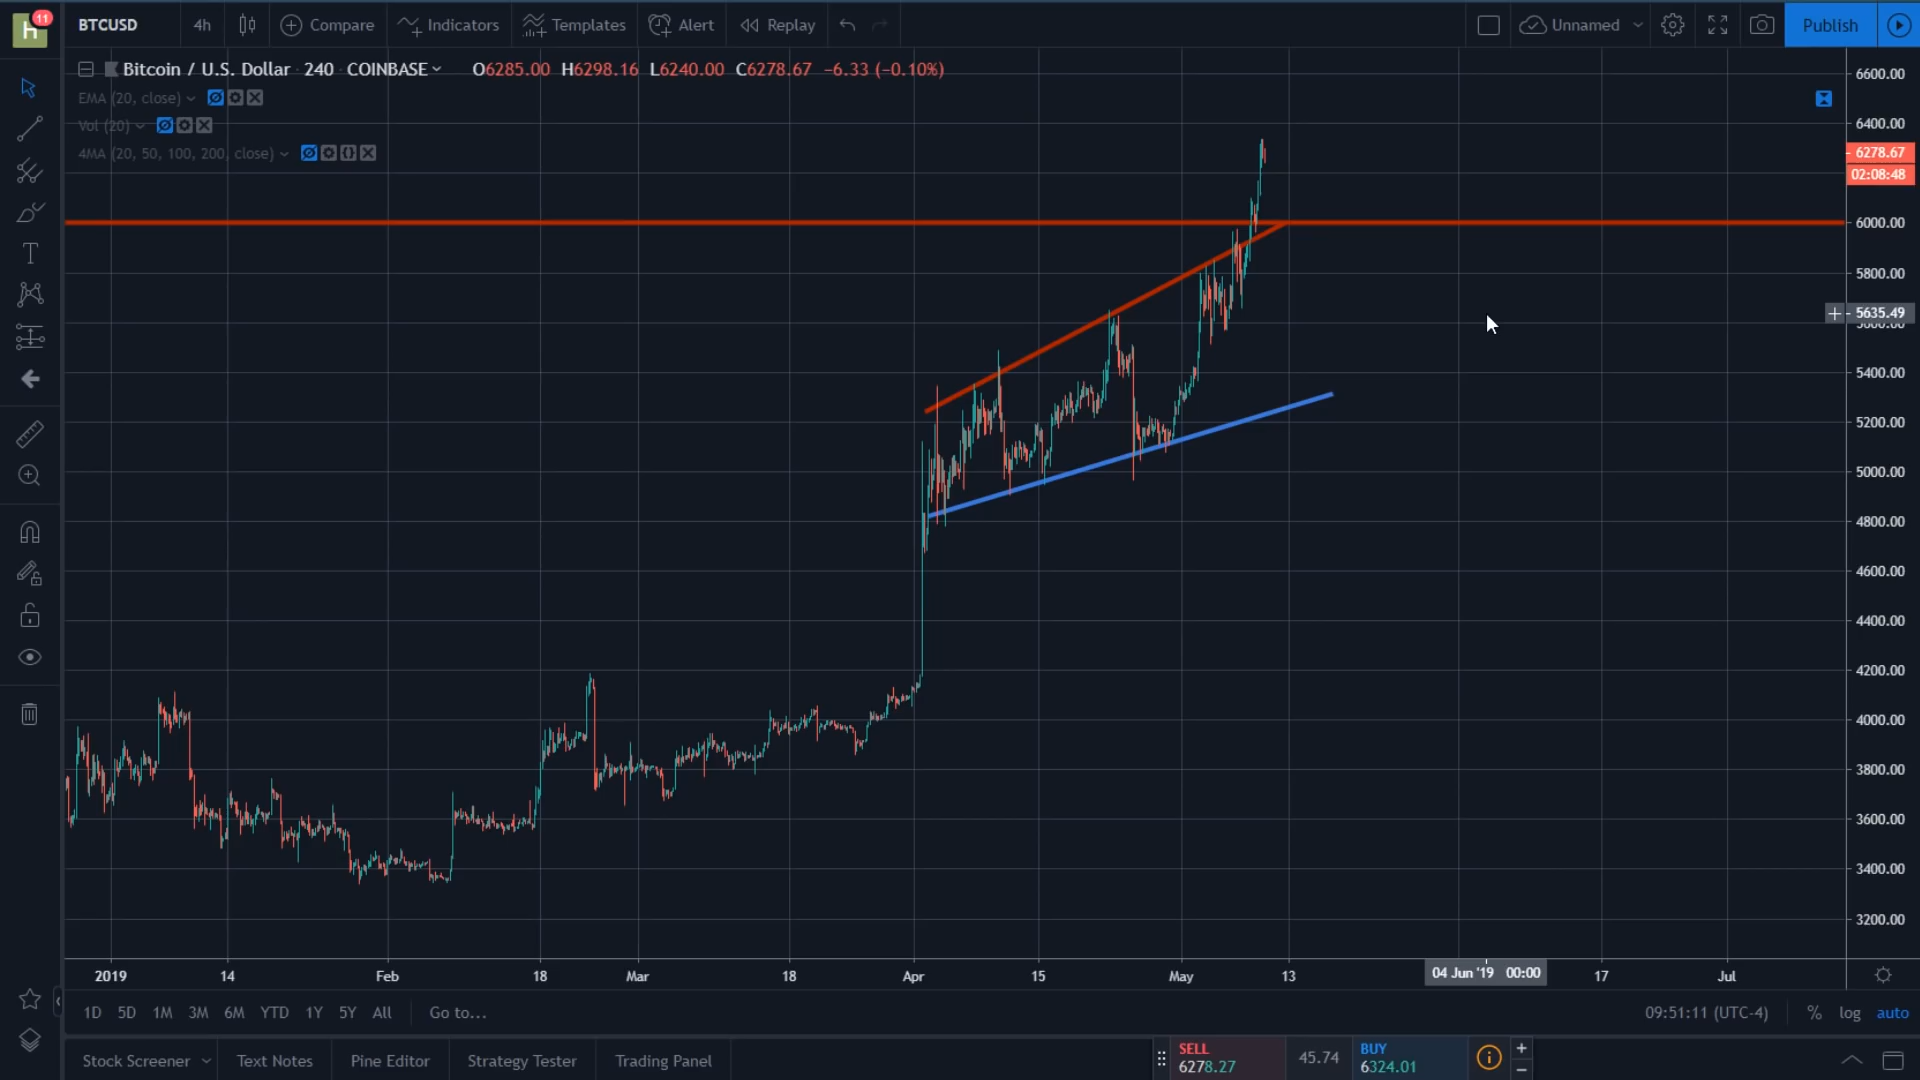 11
h
BTCUSD 4h Compare Indicators Templates Alert Replay Unnamed Publish
Bitcoin / U.S. Dollar 240 COINBASE O6285.00 H6298.16 L6240.00 C6278.67 −6.33 (−0.10%)
EMA (20, close)
Vol (20)
4MA (20, 50, 100, 200, close)
6600.00
6400.00
6278.67
02:08:48
6000.00
5800.00
5635.49
5600.00
5400.00
5200.00
5000.00
4800.00
4600.00
4400.00
4200.00
4000.00
3800.00
3600.00
3400.00
3200.00
2019 14 Feb 18 Mar 18 Apr 15 May 13 04 Jun '19 00:00 17 Jul
1D 5D 1M 3M 6M YTD 1Y 5Y All Go to... 09:51:11 (UTC-4) % log auto
Stock Screener Text Notes Pine Editor Strategy Tester Trading Panel
SELL 6278.27 45.74 BUY 6324.01